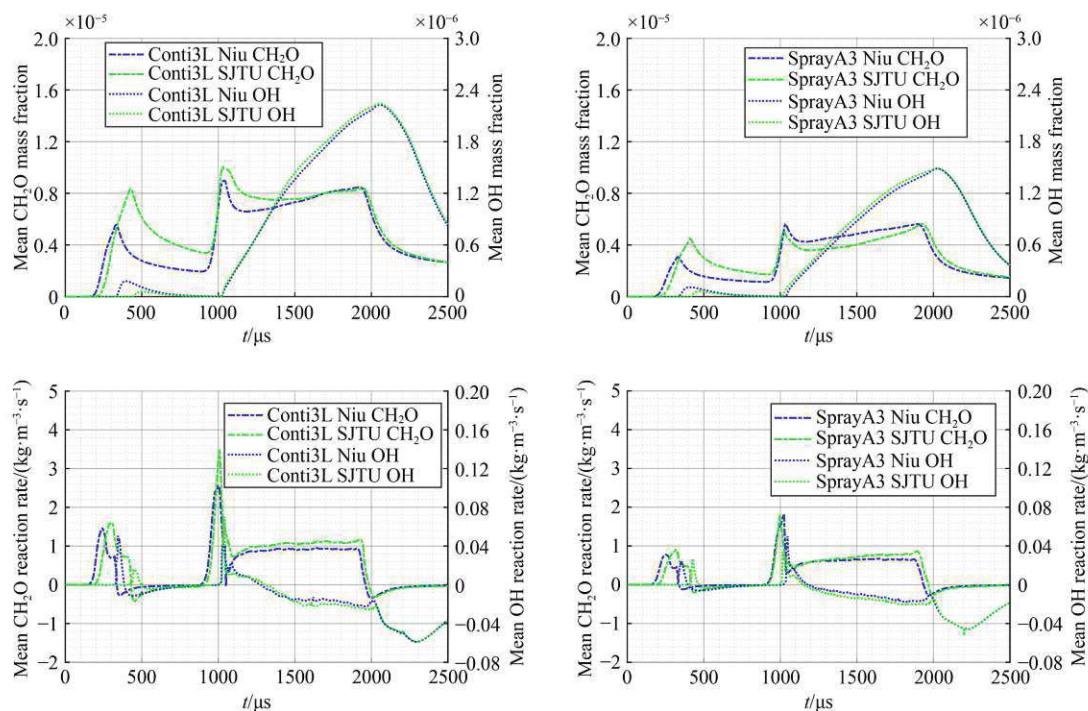 ×10⁻⁵ ×10⁻⁶
2.0 3.0
1.6 2.4
1.2 1.8
0.8 1.2
0.4 0.6
0 0
Mean CH₂O mass fraction
Mean OH mass fraction
Conti3L Niu CH₂O
Conti3L SJTU CH₂O
Conti3L Niu OH
Conti3L SJTU OH
0 500 1000 1500 2000 2500
t/μs
×10⁻⁵ ×10⁻⁶
2.0 3.0
1.6 2.4
1.2 1.8
0.8 1.2
0.4 0.6
0 0
Mean CH₂O mass fraction
Mean OH mass fraction
SprayA3 Niu CH₂O
SprayA3 SJTU CH₂O
SprayA3 Niu OH
SprayA3 SJTU OH
0 500 1000 1500 2000 2500
t/μs
5 0.20
4 0.16
3 0.12
2 0.08
1 0.04
0 0
−1 −0.04
−2 −0.08
Mean CH₂O reaction rate/(kg·m⁻³·s⁻¹)
Mean OH reaction rate/(kg·m⁻³·s⁻¹)
Conti3L Niu CH₂O
Conti3L SJTU CH₂O
Conti3L Niu OH
Conti3L SJTU OH
0 500 1000 1500 2000 2500
t/μs
5 0.20
4 0.16
3 0.12
2 0.08
1 0.04
0 0
−1 −0.04
−2 −0.08
Mean CH₂O reaction rate/(kg·m⁻³·s⁻¹)
Mean OH reaction rate/(kg·m⁻³·s⁻¹)
SprayA3 Niu CH₂O
SprayA3 SJTU CH₂O
SprayA3 Niu OH
SprayA3 SJTU OH
0 500 1000 1500 2000 2500
t/μs